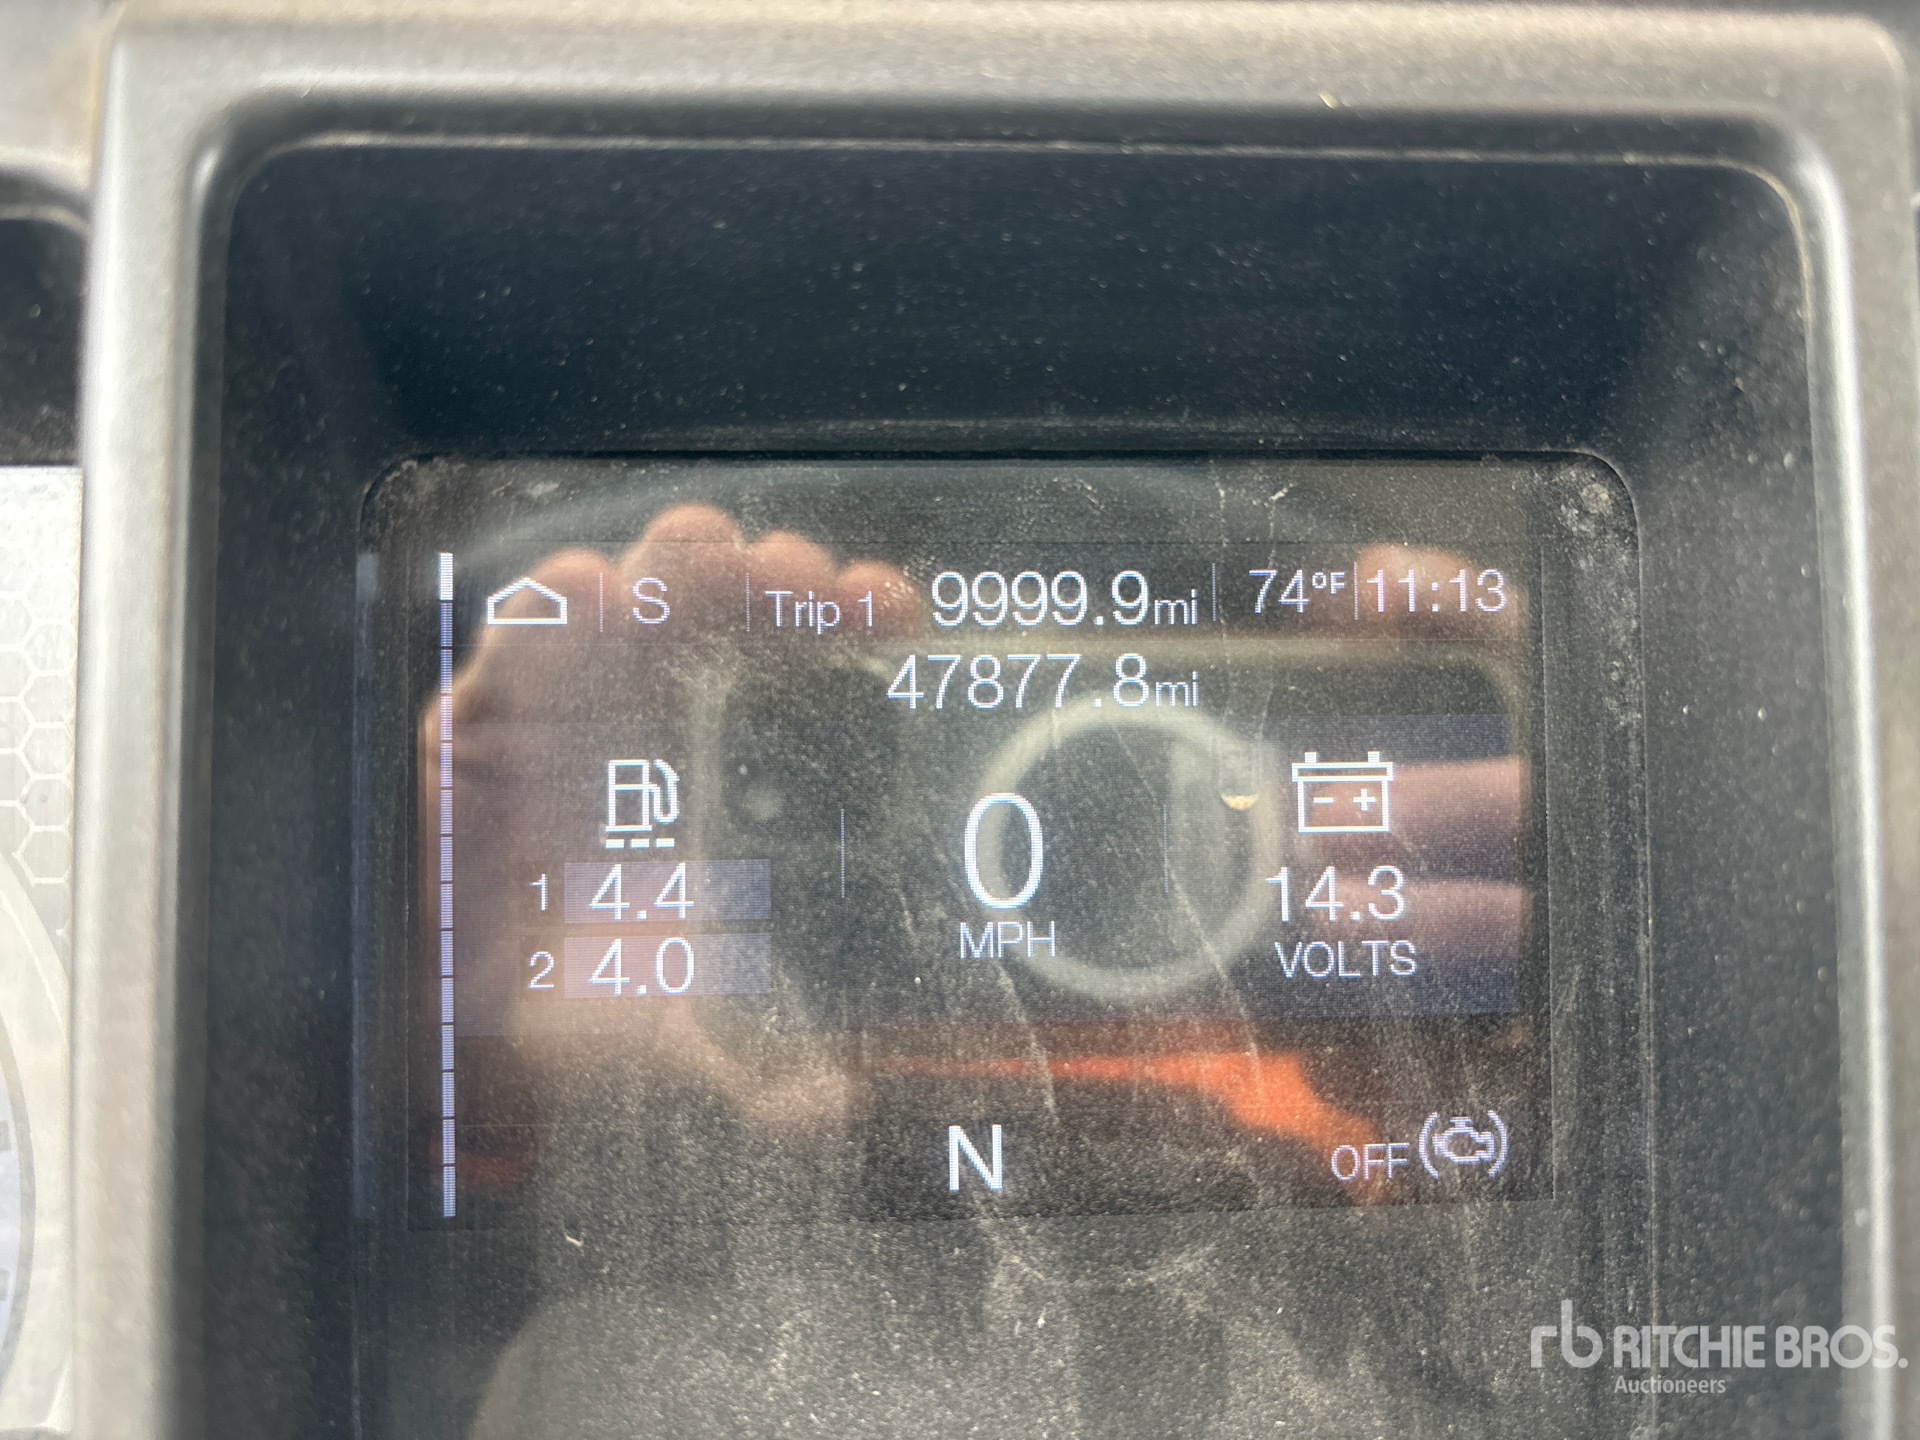 S Trip 1 9999.9mi 74°F 11:13
47877.8mi
1 4.4
2 4.0
0
MPH
- +
14.3
VOLTS
N
OFF
rb RITCHIE BROS.
Auctioneers